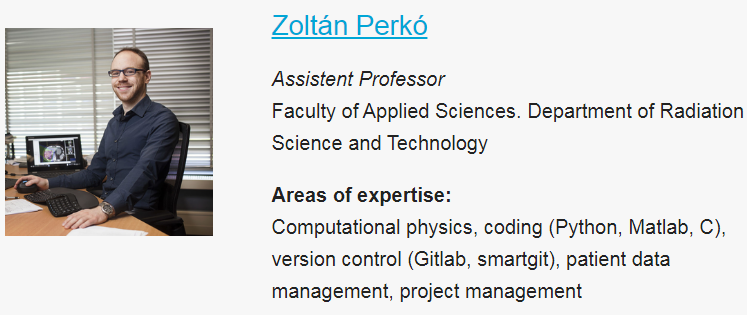 Zoltán Perkó
Assistent Professor
Faculty of Applied Sciences. Department of Radiation
Science and Technology
Areas of expertise:
Computational physics, coding (Python, Matlab, C),
version control (Gitlab, smartgit), patient data
management, project management